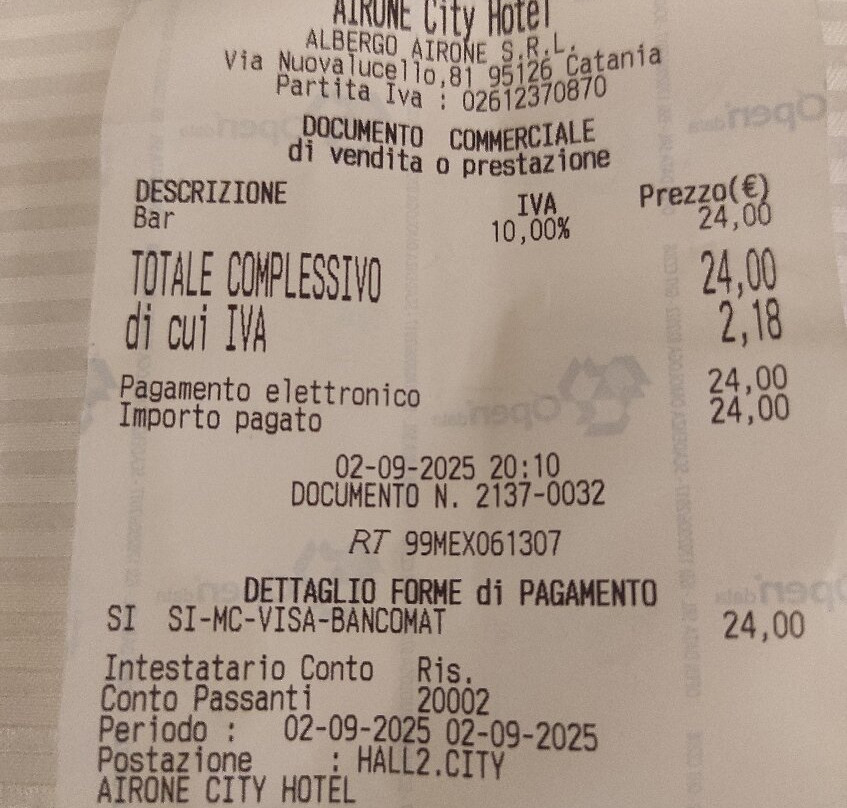 AIRONE City Hotel
ALBERGO AIRONE S.R.L.
Via Nuovalucello,81 95126 Catania
Partita Iva : 02612370870
DOCUMENTO COMMERCIALE
di vendita o prestazione
DESCRIZIONE IVA Prezzo(€)
Bar 10,00% 24,00
TOTALE COMPLESSIVO 24,00
di cui IVA 2,18
Pagamento elettronico 24,00
Importo pagato 24,00
02-09-2025 20:10
DOCUMENTO N. 2137-0032
RT 99MEX061307
DETTAGLIO FORME di PAGAMENTO
SI SI-MC-VISA-BANCOMAT 24,00
Intestatario Conto Ris.
Conto Passanti 20002
Periodo : 02-09-2025 02-09-2025
Postazione : HALL2.CITY
AIRONE CITY HOTEL